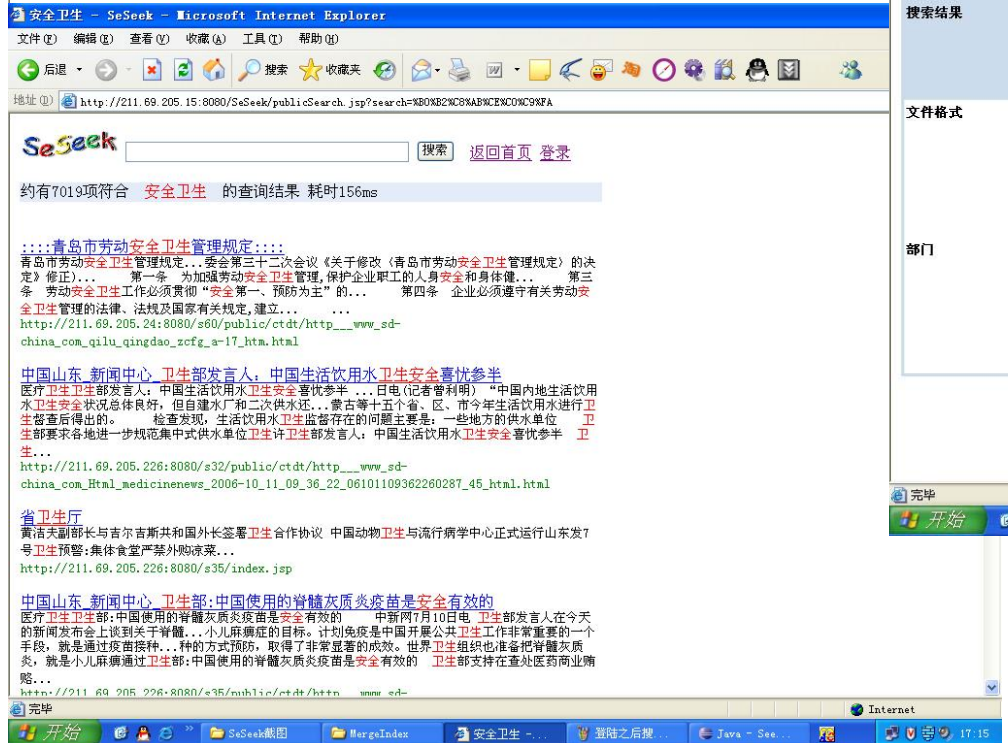 安全卫生 - SeSeek - Microsoft Internet Explorer
文件(F) 编辑(E) 查看(V) 收藏(A) 工具(T) 帮助(H)
后退 搜索 收藏夹
地址(D) http://211.69.205.15:8080/SeSeek/publicSearch.jsp?search=%B0%B2%C8%AB%CE%C0%C9%FA
SeSeek 搜索 返回首页 登录
约有7019项符合 安全卫生 的查询结果 耗时156ms
::::青岛市劳动安全卫生管理规定::::
青岛市劳动安全卫生管理规定...委会第三十二次会议《关于修改〈青岛市劳动安全卫生管理规定〉的决
定》修正)... 第一条 为加强劳动安全卫生管理,保护企业职工的人身安全和身体健... 第三
条 劳动安全卫生工作必须贯彻“安全第一、预防为主”的... 第四条 企业必须遵守有关劳动安
全卫生管理的法律、法规及国家有关规定,建立... ...
http://211.69.205.24:8080/s60/public/ctdt/http___www_sd-
china_com_qilu_qingdao_zcfg_a-17_htm.html
中国山东_新闻中心_卫生部发言人：中国生活饮用水卫生安全喜忧参半
医疗卫生卫生部发言人：中国生活饮用水卫生安全喜忧参半 ...日电(记者曾利明) “中国内地生活饮用
水卫生安全状况总体良好，但自建水厂和二次供水还...蒙古等十五个省、区、市今年生活饮用水进行卫
生督查后得出的。 检查发现，生活饮用水卫生监督存在的问题主要是：一些地方的供水单位 卫
生部要求各地进一步规范集中式供水单位卫生许卫生部发言人：中国生活饮用水卫生安全喜忧参半 卫
生...
http://211.69.205.226:8080/s32/public/ctdt/http___www_sd-
china_com_Html_medicinenews_2006-10_11_09_36_22_06101109362260287_45_html.html
省卫生厅
黄洁夫副部长与吉尔吉斯共和国外长签署卫生合作协议 中国动物卫生与流行病学中心正式运行山东发7
号卫生预警:集体食堂严禁外购凉菜...
http://211.69.205.226:8080/s35/index.jsp
中国山东_新闻中心_卫生部:中国使用的脊髓灰质炎疫苗是安全有效的
医疗卫生卫生部:中国使用的脊髓灰质炎疫苗是安全有效的 中新网7月10日电 卫生部发言人在今天
的新闻发布会上谈到关于脊髓...小儿麻痹症的目标。计划免疫是中国开展公共卫生工作非常重要的一个
手段，就是通过疫苗接种...种的方式预防，取得了非常显著的成效。世界卫生组织也准备把脊髓灰质
炎，就是小儿麻痹通过卫生部:中国使用的脊髓灰质炎疫苗是安全有效的 卫生部支持在查处医药商业贿
赂...
http://211.69.205.226:8080/s35/public/ctdt/http___www_sd-
完毕 Internet
开始 SeSeek截图 MergeIndex 安全卫生 -... 登陆之后搜... Java - See... 17:15
搜索结果
文件格式
部门
完毕
开始